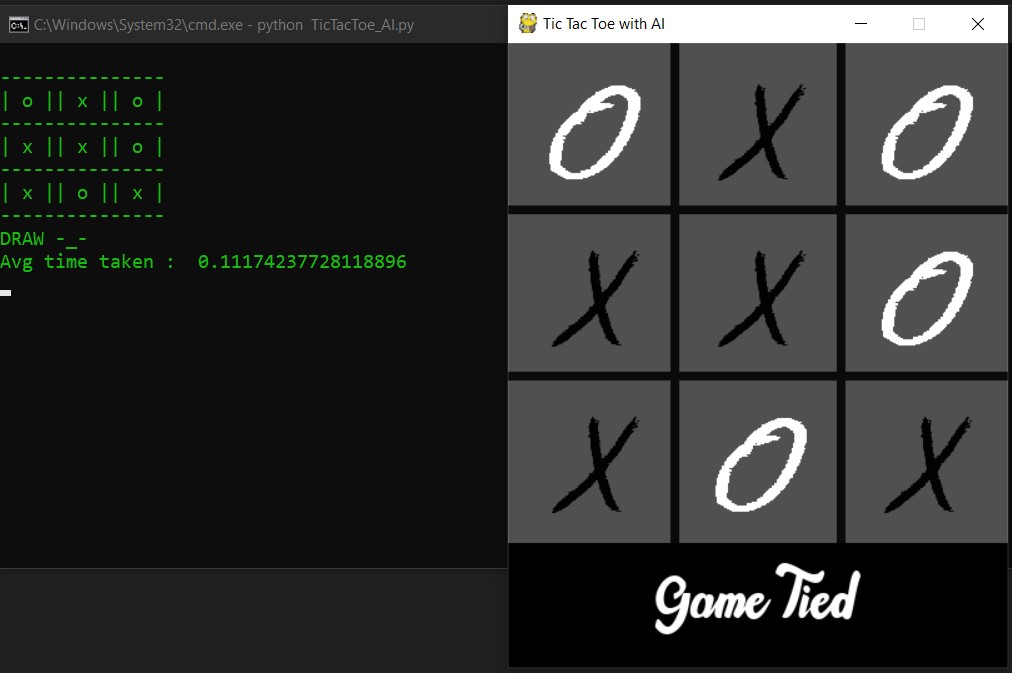 C:\Windows\System32\cmd.exe - python  TicTacToe_AI.py
---------------
| o || x || o |
---------------
| x || x || o |
---------------
| x || o || x |
---------------
DRAW -_-
Avg time taken :  0.11174237728118896
Tic Tac Toe with AI
O X O
X X O
X O X
Game Tied